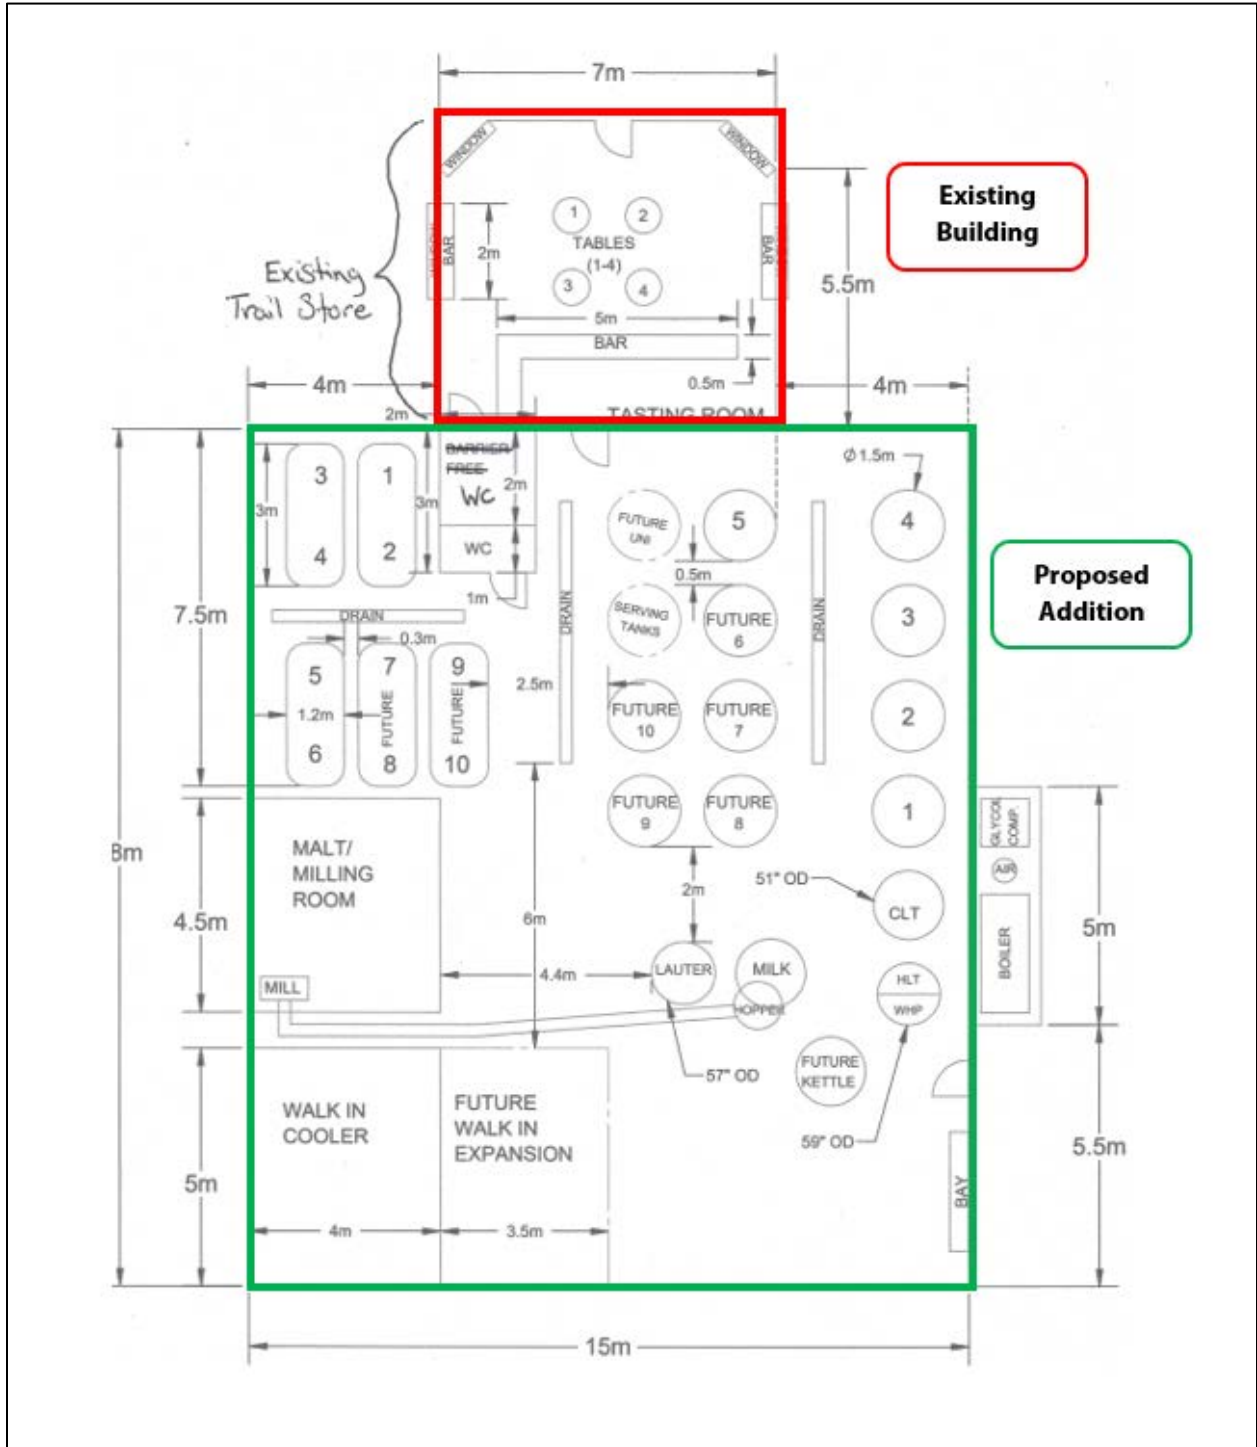 7m
WINDOW
WINDOW
Existing
Building
1
2
TABLES
(1-4)
3
4
BAR
2m
BAR
Existing
Trail Store
5.5m
5m
BAR
0.5m
4m
4m
2m
TASTING ROOM
BARRIER
FREE
WC
2m
3m
Ø1.5m
3
1
3m
4
2
WC
1m
FUTURE
UNI
5
4
0.5m
Proposed
Addition
7.5m
DRAIN
0.3m
DRAIN
SERVING
TANKS
FUTURE
6
DRAIN
3
5
7
9
1.2m
FUTURE
FUTURE
2.5m
6
8
10
FUTURE
10
FUTURE
7
2
FUTURE
9
FUTURE
8
1
GLYCOL
COMP.
AIR
BOILER
5m
8m
MALT/
MILLING
ROOM
4.5m
6m
2m
51" OD
CLT
4.4m
LAUTER
MILK
HLT
WHP
MILL
HOPPER
57" OD
FUTURE
KETTLE
59" OD
WALK IN
COOLER
FUTURE
WALK IN
EXPANSION
5m
4m
3.5m
BAY
5.5m
15m